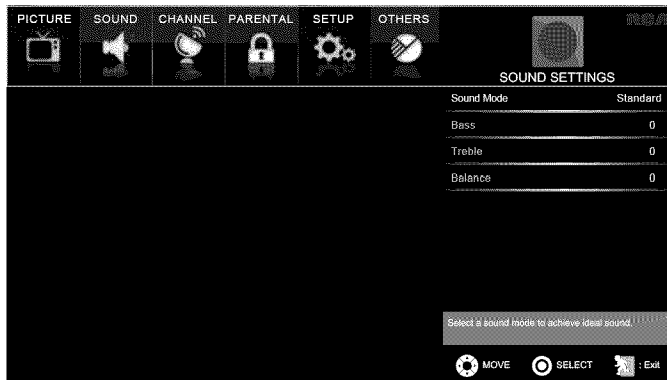 PICTURE SOUND CHANNEL PARENTAL SETUP OTHERS
RCA
SOUND SETTINGS
Sound Mode Standard
Bass 0
Treble 0
Balance 0
Select a sound mode to achieve ideal sound.
MOVE SELECT : Exit